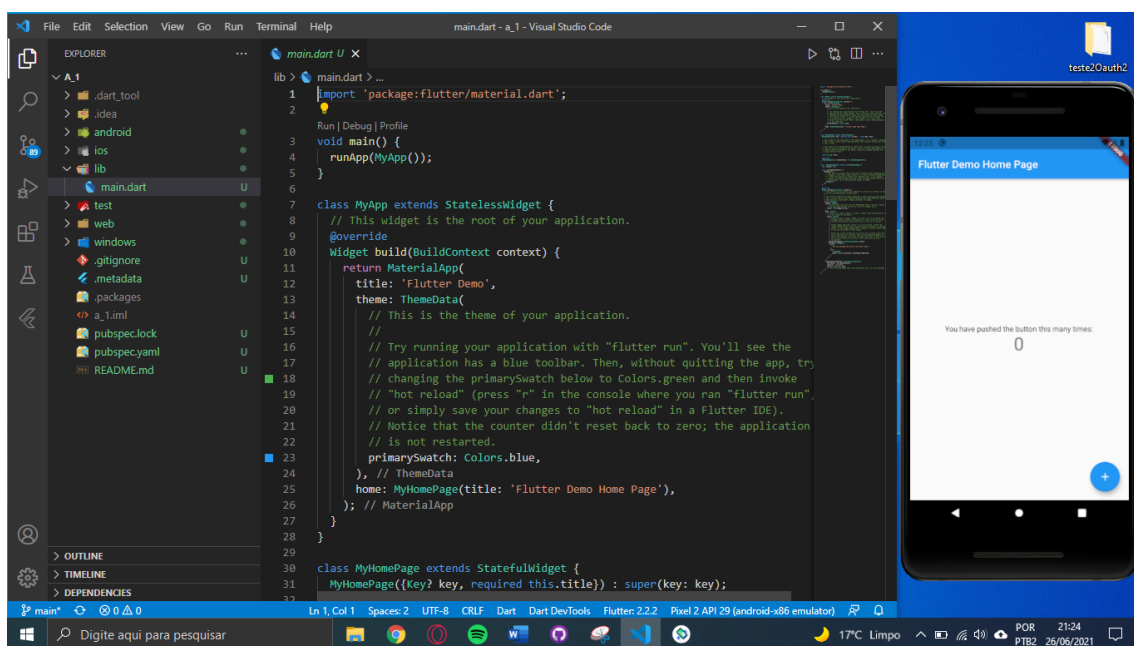 File Edit Selection View Go Run Terminal Help
main.dart - a_1 - Visual Studio Code
EXPLORER
A_1
.dart_tool
.idea
android
ios
lib
main.dart U
test
web
windows
.gitignore U
.metadata U
.packages
a_1.iml
pubspec.lock U
pubspec.yaml U
README.md U
OUTLINE
TIMELINE
DEPENDENCIES
89
main.dart U
lib > main.dart > ...
1 import 'package:flutter/material.dart';
2
Run | Debug | Profile
3 void main() {
4 runApp(MyApp());
5 }
6
7 class MyApp extends StatelessWidget {
8 // This widget is the root of your application.
9 @override
10 Widget build(BuildContext context) {
11 return MaterialApp(
12 title: 'Flutter Demo',
13 theme: ThemeData(
14 // This is the theme of your application.
15 //
16 // Try running your application with "flutter run". You'll see the
17 // application has a blue toolbar. Then, without quitting the app, try
18 // changing the primarySwatch below to Colors.green and then invoke
19 // "hot reload" (press "r" in the console where you ran "flutter run",
20 // or simply save your changes to "hot reload" in a Flutter IDE).
21 // Notice that the counter didn't reset back to zero; the application
22 // is not restarted.
23 primarySwatch: Colors.blue,
24 ), // ThemeData
25 home: MyHomePage(title: 'Flutter Demo Home Page'),
26 ); // MaterialApp
27 }
28 }
29
30 class MyHomePage extends StatefulWidget {
31 MyHomePage({Key? key, required this.title}) : super(key: key);
32
main* 0 0 Ln 1, Col 1 Spaces: 2 UTF-8 CRLF Dart Dart DevTools Flutter: 2.2.2 Pixel 2 API 29 (android-x86 emulator)
teste2Oauth2
12:23
Flutter Demo Home Page
You have pushed the button this many times:
0
Digite aqui para pesquisar
17°C Limpo
POR
PTB2
21:24
26/06/2021